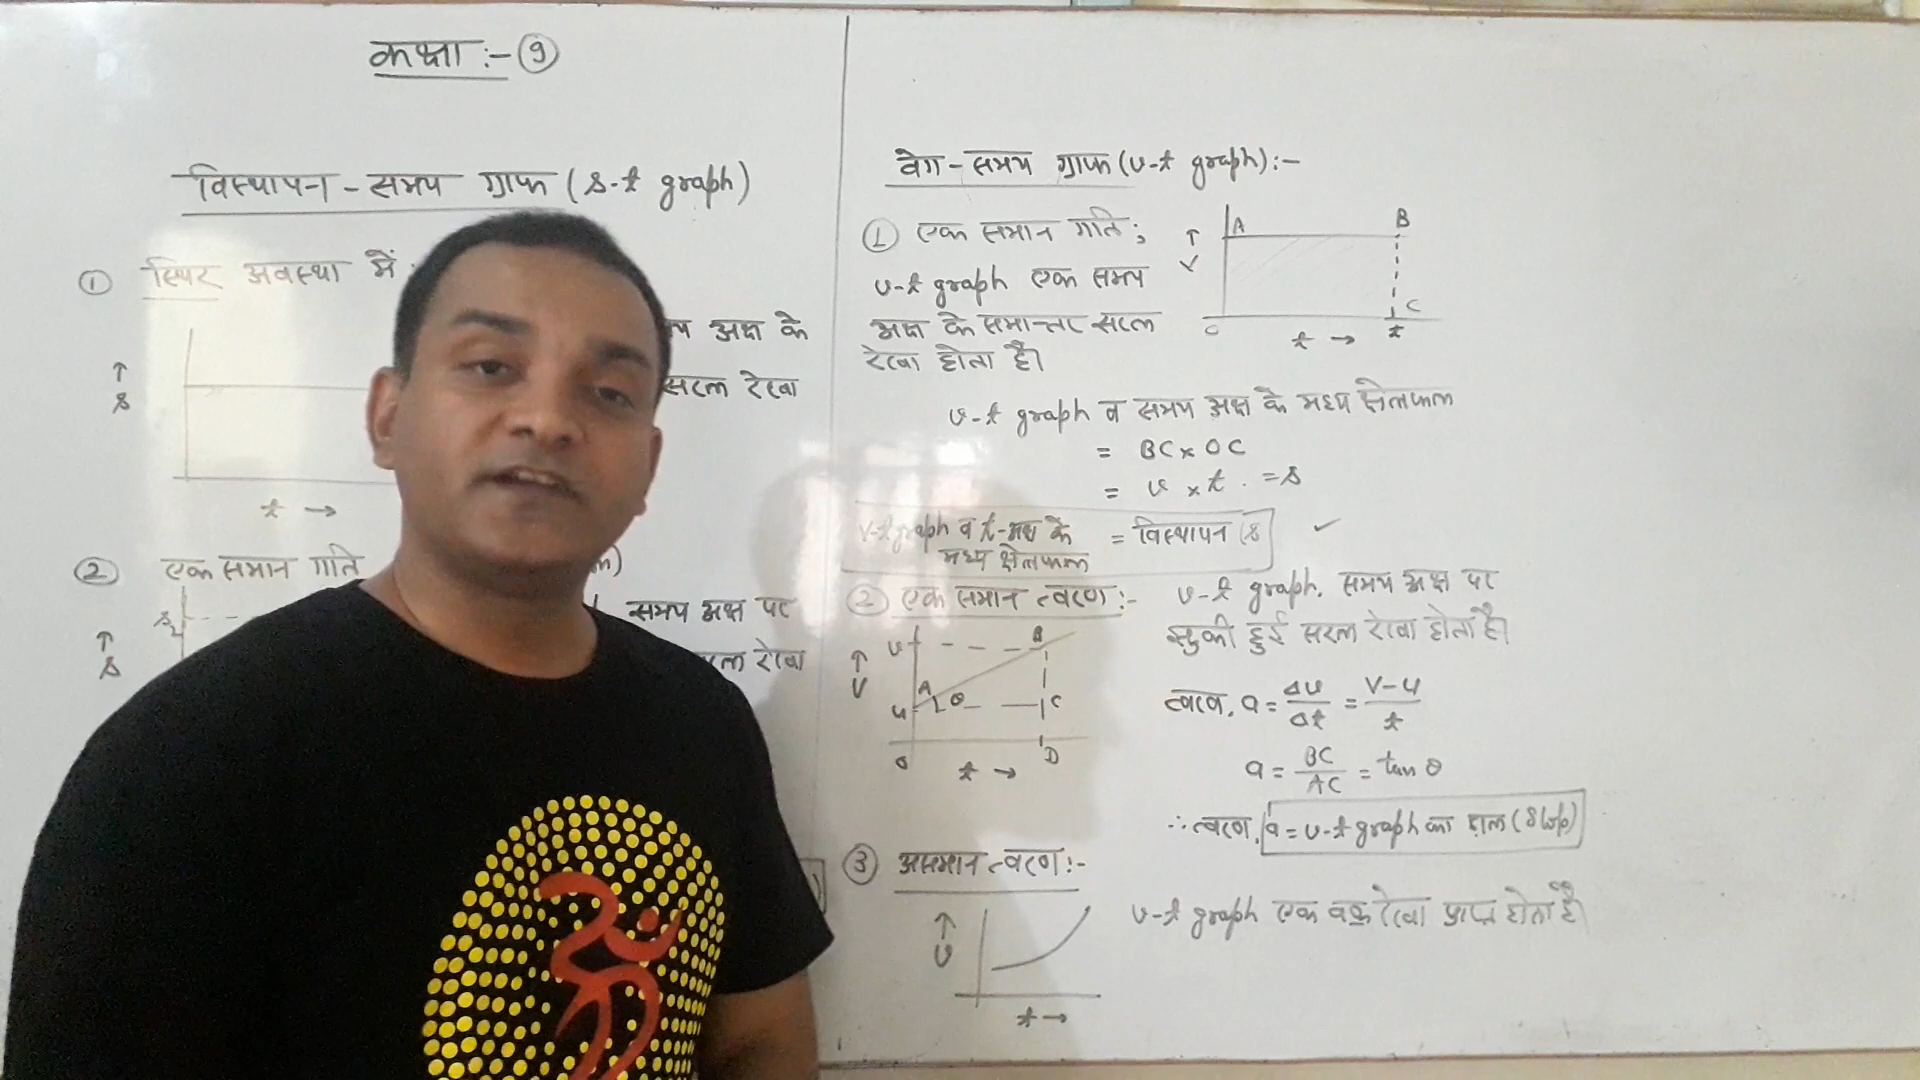 कक्षा :- 9
विस्थापन - समय ग्राफ (s-t graph)
① स्थिर अवस्था में
अक्ष के
सरल रेखा
↑
s
t →
② एक समान गति
समय अक्ष पर
रेखा
s₂
↑
s
वेग - समय ग्राफ (v-t graph) :-
① एक समान गति ;
v-t graph एक समय
अक्ष के समान्तर सरल
रेखा होता है।
↑
v
A
B
C
O
t →
t
v-t graph व समय अक्ष के मध्य क्षेत्रफल
= BC x OC
= v x t . = s
v-t graph व t-अक्ष के
मध्य क्षेत्रफल
= विस्थापन (s
② एक समान त्वरण :-
v-t graph, समय अक्ष पर
झुकी हुई सरल रेखा होता है।
↑
v
v
B
A
θ
u
C
O
D
t →
त्वरण, a = Δv/Δt = v-u/t
a = BC/AC = tan θ
∴ त्वरण, a = v-t graph का ढ़ाल (Slop)
③ असमान त्वरण :-
v-t graph एक वक्र रेखा प्राप्त होता है
↑
v
t →